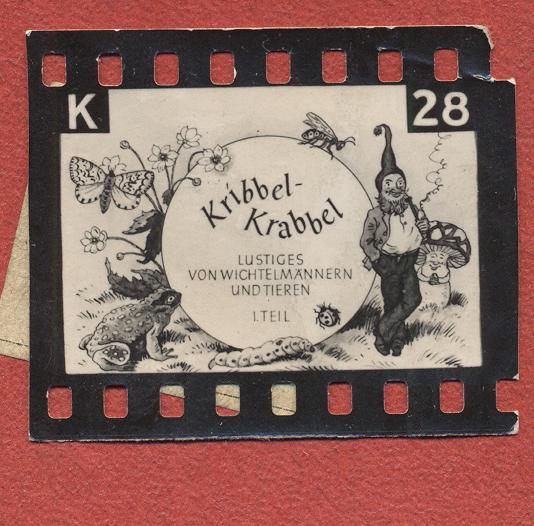 K 28
Kribbel-
Krabbel
LUSTIGES
VON WICHTELMÄNNERN
UND TIEREN
I. TEIL